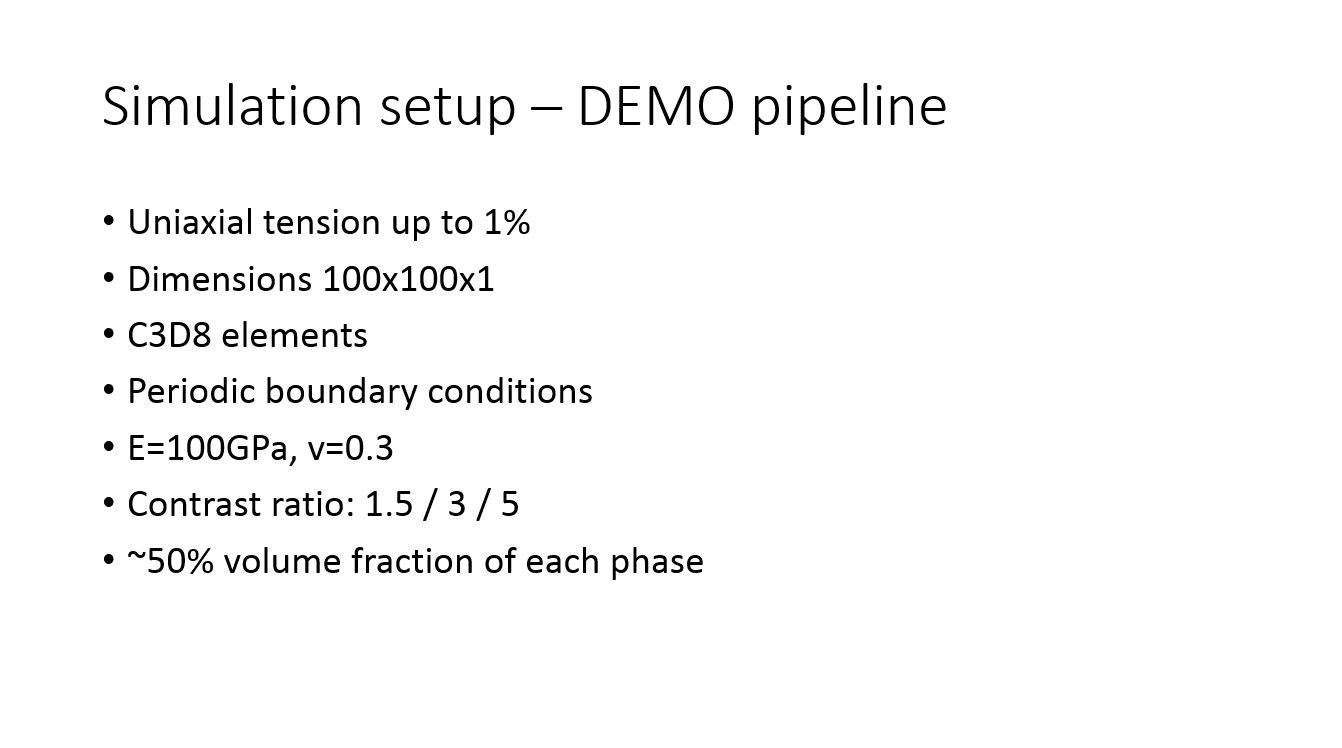 Simulation setup – DEMO pipeline
• Uniaxial tension up to 1%
• Dimensions 100x100x1
• C3D8 elements
• Periodic boundary conditions
• E=100GPa, v=0.3
• Contrast ratio: 1.5 / 3 / 5
• ~50% volume fraction of each phase